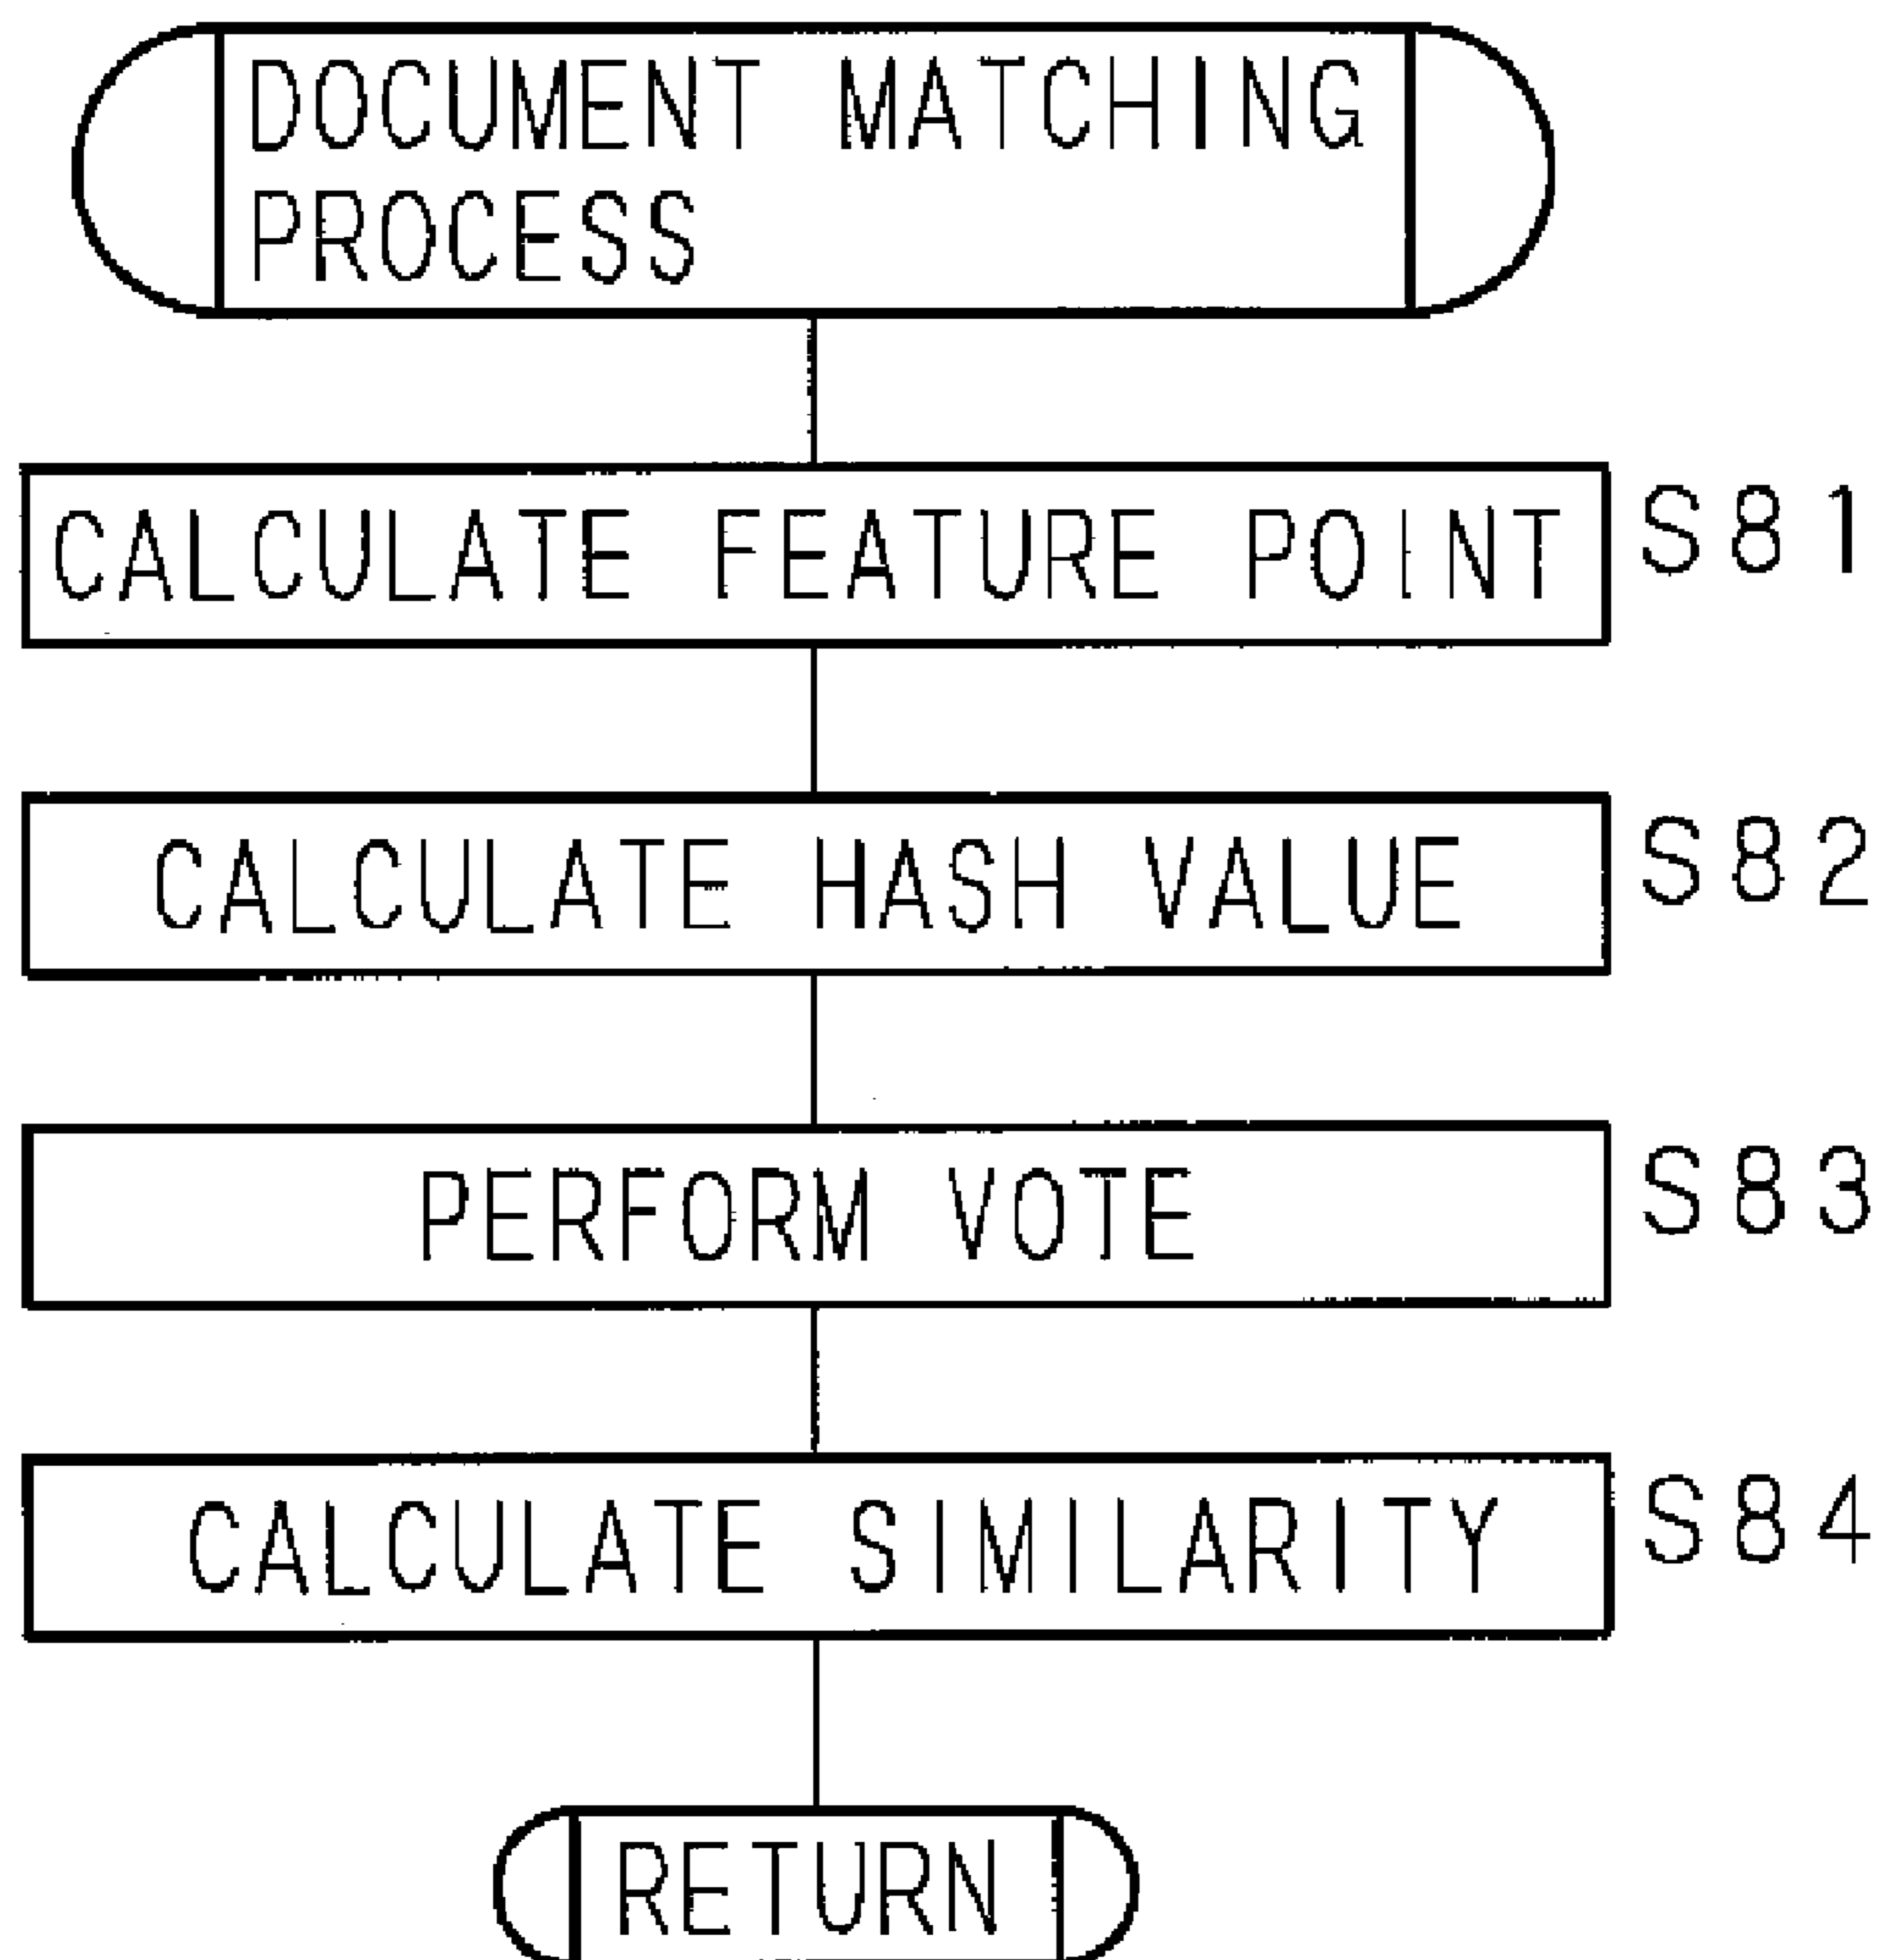 DOCUMENT MATCHING
PROCESS
CALCULATE FEATURE POINT S81
CALCULATE HASH VALUE S82
PERFORM VOTE S83
CALCULATE SIMILARITY S84
RETURN